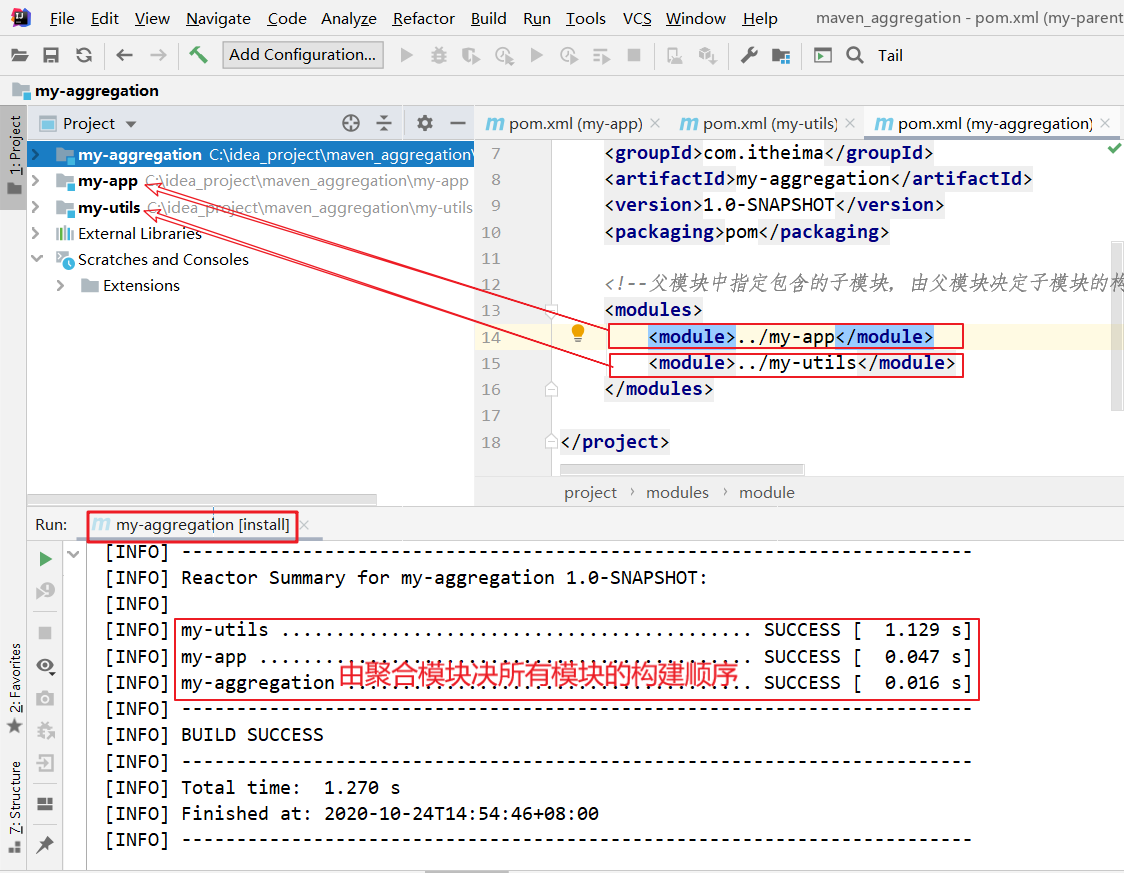 File Edit View Navigate Code Analyze Refactor Build Run Tools VCS Window Help maven_aggregation - pom.xml (my-parent
Add Configuration... Tail
my-aggregation
1: Project
Project
pom.xml (my-app) pom.xml (my-utils) pom.xml (my-aggregation)
my-aggregation C:\idea_project\maven_aggregation\
my-app C:\idea_project\maven_aggregation\my-app
my-utils C:\idea_project\maven_aggregation\my-utils
External Libraries
Scratches and Consoles
Extensions
7 <groupId>com.itheima</groupId>
8 <artifactId>my-aggregation</artifactId>
9 <version>1.0-SNAPSHOT</version>
10 <packaging>pom</packaging>
11
12 <!--父模块中指定包含的子模块，由父模块决定子模块的构
13 <modules>
14 <module>../my-app</module>
15 <module>../my-utils</module>
16 </modules>
17
18 </project>
project › modules › module
Run: my-aggregation [install]
[INFO] ------------------------------------------------------------------------
[INFO] Reactor Summary for my-aggregation 1.0-SNAPSHOT:
[INFO]
[INFO] my-utils ........................................... SUCCESS [  1.129 s]
[INFO] my-app ............................................. SUCCESS [  0.047 s]
[INFO] my-aggregation ..................................... SUCCESS [  0.016 s]
由聚合模块决所有模块的构建顺序
[INFO] ------------------------------------------------------------------------
[INFO] BUILD SUCCESS
[INFO] ------------------------------------------------------------------------
[INFO] Total time:  1.270 s
[INFO] Finished at: 2020-10-24T14:54:46+08:00
[INFO] ------------------------------------------------------------------------
2: Favorites
7: Structure